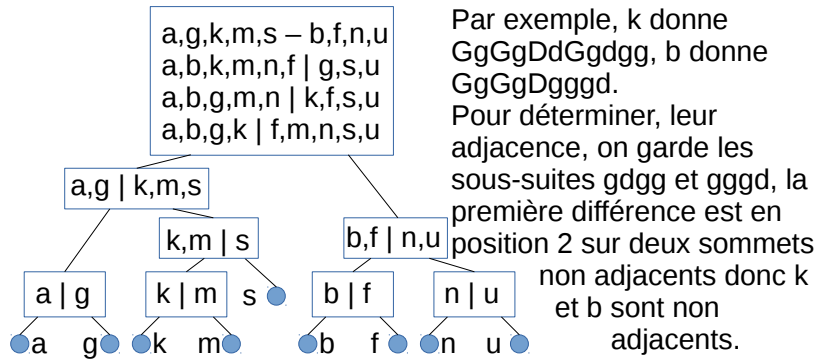 a,g,k,m,s – b,f,n,u
a,b,k,m,n,f | g,s,u
a,b,g,m,n | k,f,s,u
a,b,g,k | f,m,n,s,u
a,g | k,m,s
k,m | s
b,f | n,u
a | g
k | m
s
b | f
n | u
a
g
k
m
b
f
n
u
Par exemple, k donne
GgGgDdGgdgg, b donne
GgGgDgggd.
Pour déterminer, leur
adjacence, on garde les
sous-suites gdgg et gggd, la
première différence est en
position 2 sur deux sommets
non adjacents donc k
et b sont non
adjacents.